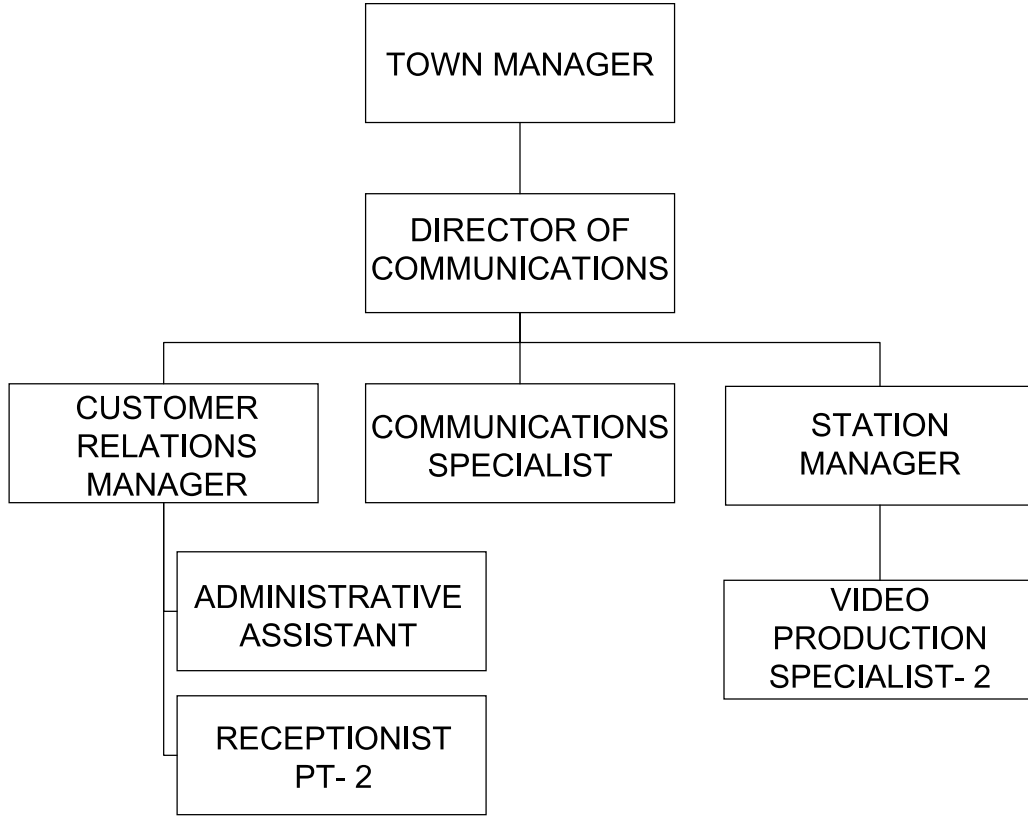 TOWN MANAGER
DIRECTOR OF
COMMUNICATIONS
CUSTOMER
RELATIONS
MANAGER
COMMUNICATIONS
SPECIALIST
STATION
MANAGER
ADMINISTRATIVE
ASSISTANT
RECEPTIONIST
PT- 2
VIDEO
PRODUCTION
SPECIALIST- 2